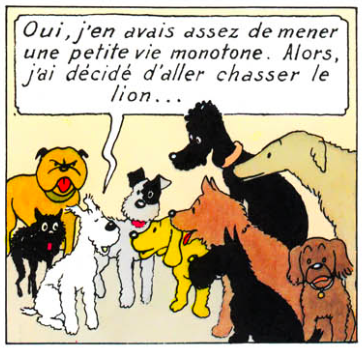 Oui, j'en avais assez de mener
une petite vie monotone. Alors,
j'ai décidé d'aller chasser le
lion...